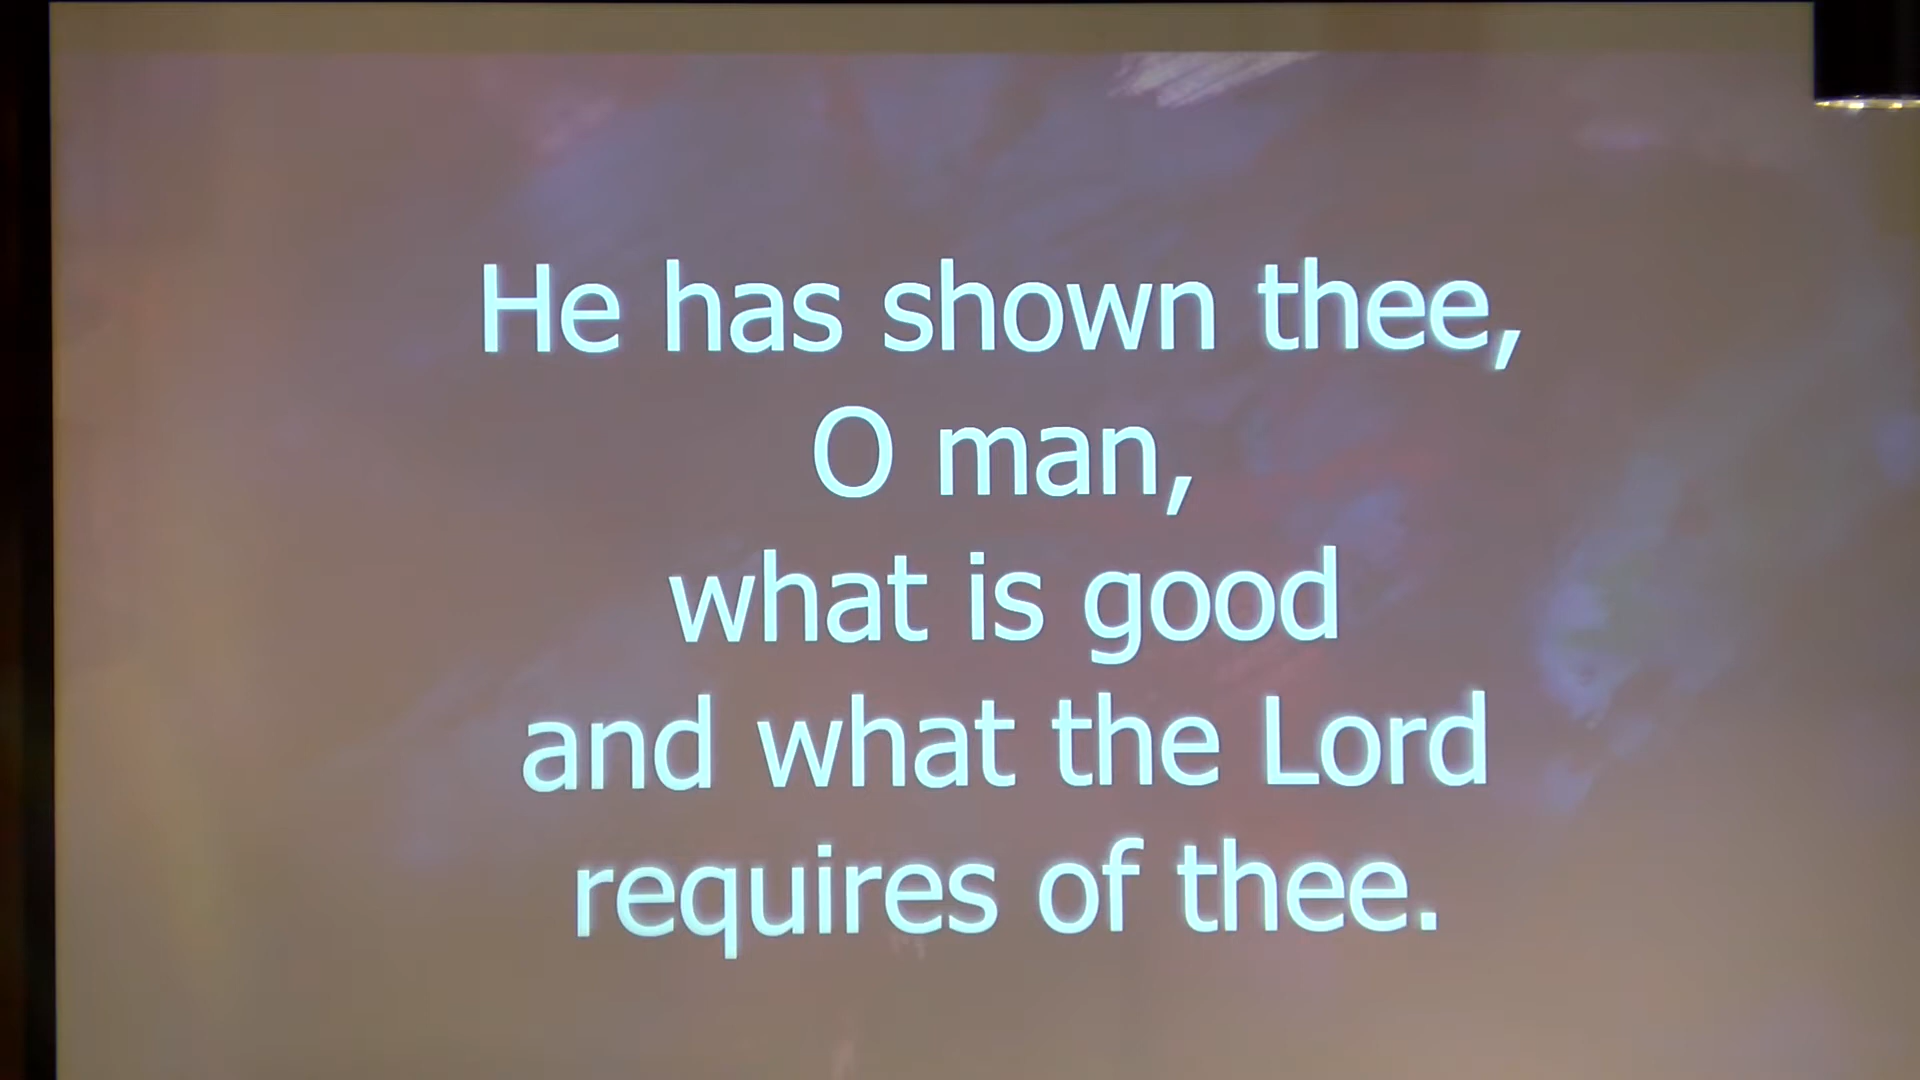 He has shown thee,
O man,
what is good
and what the Lord
requires of thee.